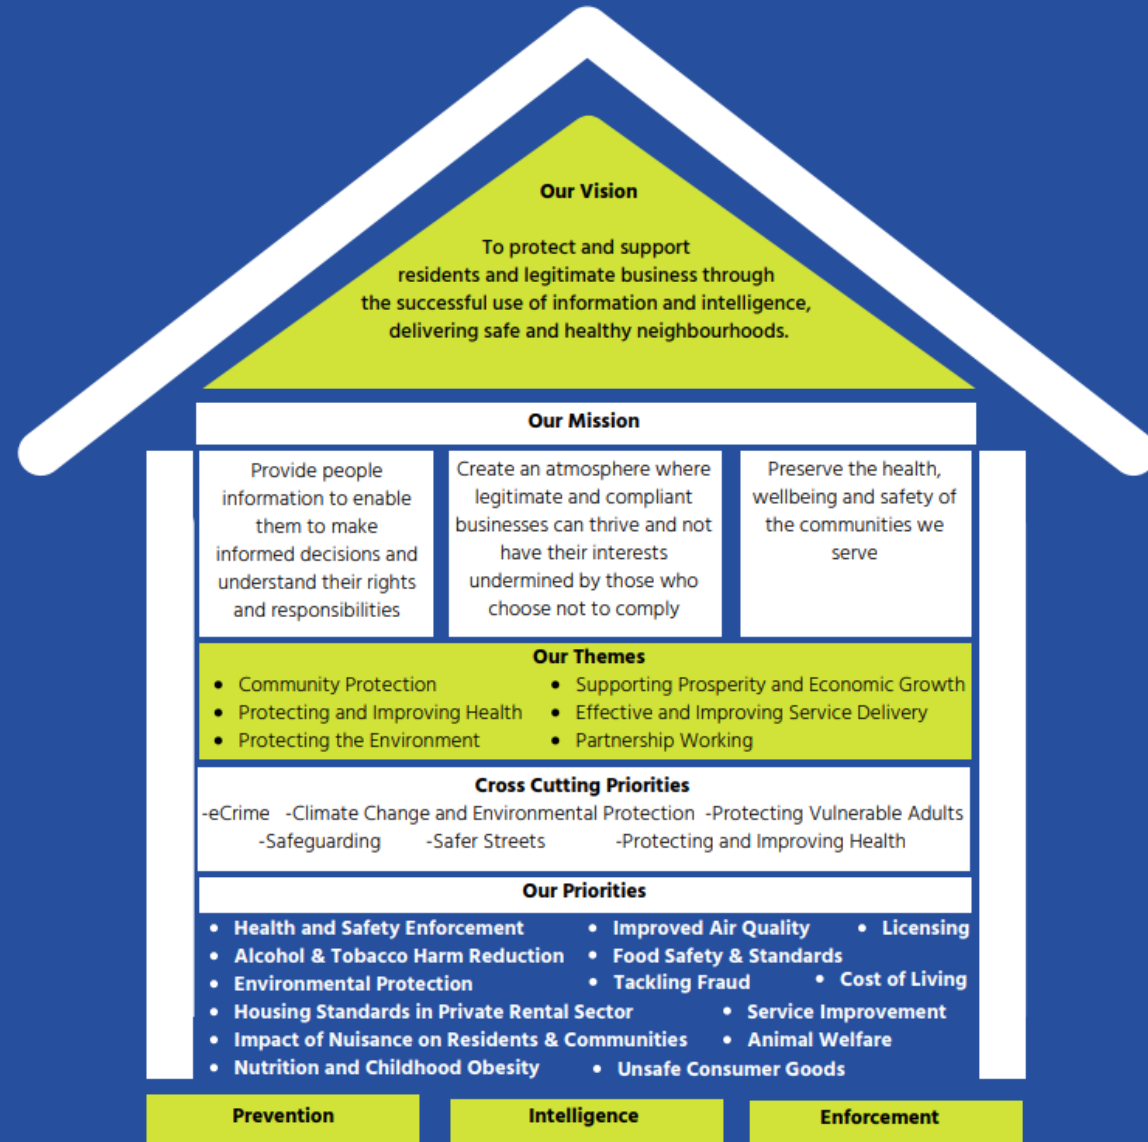 Our Vision
To protect and support
residents and legitimate business through
the successful use of information and intelligence,
delivering safe and healthy neighbourhoods.
Our Mission
Provide people
information to enable
them to make
informed decisions and
understand their rights
and responsibilities
Create an atmosphere where
legitimate and compliant
businesses can thrive and not
have their interests
undermined by those who
choose not to comply
Preserve the health,
wellbeing and safety of
the communities we
serve
Our Themes
• Community Protection
• Protecting and Improving Health
• Protecting the Environment
• Supporting Prosperity and Economic Growth
• Effective and Improving Service Delivery
• Partnership Working
Cross Cutting Priorities
-eCrime -Climate Change and Environmental Protection -Protecting Vulnerable Adults
-Safeguarding -Safer Streets -Protecting and Improving Health
Our Priorities
• Health and Safety Enforcement • Improved Air Quality • Licensing
• Alcohol & Tobacco Harm Reduction • Food Safety & Standards
• Environmental Protection • Tackling Fraud • Cost of Living
• Housing Standards in Private Rental Sector • Service Improvement
• Impact of Nuisance on Residents & Communities • Animal Welfare
• Nutrition and Childhood Obesity • Unsafe Consumer Goods
Prevention Intelligence Enforcement